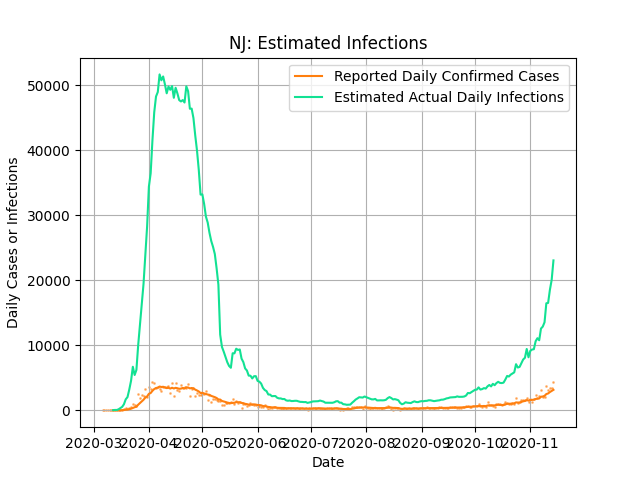 NJ: Estimated Infections
Reported Daily Confirmed Cases
Estimated Actual Daily Infections
Daily Cases or Infections
50000
40000
30000
20000
10000
0
2020-03 2020-04 2020-05 2020-06 2020-07 2020-08 2020-09 2020-10 2020-11
Date